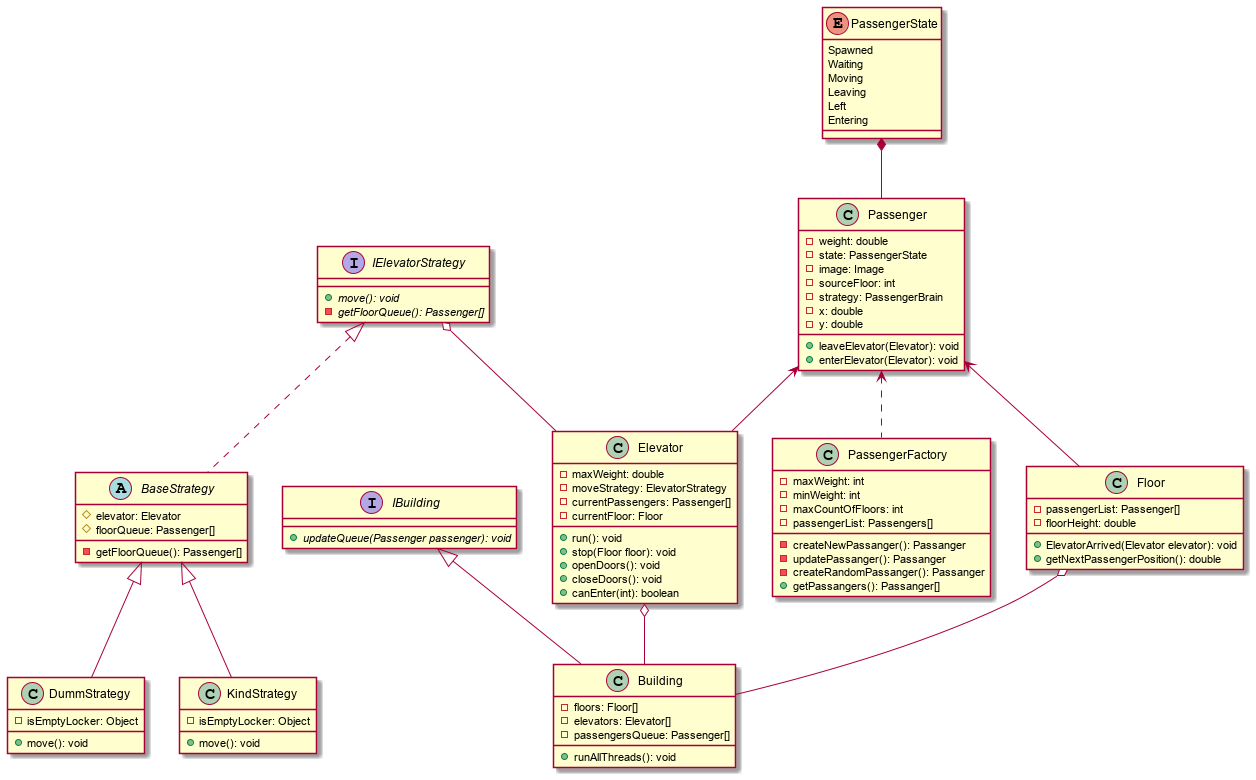 E PassengerState
Spawned
Waiting
Moving
Leaving
Left
Entering
C Passenger
weight: double
state: PassengerState
image: Image
sourceFloor: int
strategy: PassengerBrain
x: double
y: double
leaveElevator(Elevator): void
enterElevator(Elevator): void
I IElevatorStrategy
move(): void
getFloorQueue(): Passenger[]
C Elevator
maxWeight: double
moveStrategy: ElevatorStrategy
currentPassengers: Passenger[]
currentFloor: Floor
run(): void
stop(Floor floor): void
openDoors(): void
closeDoors(): void
canEnter(int): boolean
C PassengerFactory
maxWeight: int
minWeight: int
maxCountOfFloors: int
passengerList: Passengers[]
createNewPassanger(): Passanger
updatePassanger(): Passanger
createRandomPassanger(): Passanger
getPassangers(): Passanger[]
C Floor
passengerList: Passenger[]
floorHeight: double
ElevatorArrived(Elevator elevator): void
getNextPassengerPosition(): double
A BaseStrategy
elevator: Elevator
floorQueue: Passenger[]
getFloorQueue(): Passenger[]
I IBuilding
updateQueue(Passenger passenger): void
C DummStrategy
isEmptyLocker: Object
move(): void
C KindStrategy
isEmptyLocker: Object
move(): void
C Building
floors: Floor[]
elevators: Elevator[]
passengersQueue: Passenger[]
runAllThreads(): void